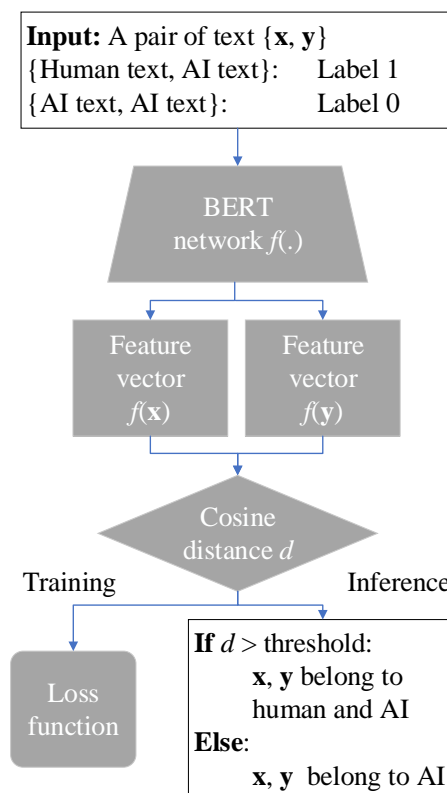 Input: A pair of text {x, y}
{Human text, AI text}: Label 1
{AI text, AI text}: Label 0
BERT
network f(.)
Feature
vector
f(x)
Feature
vector
f(y)
Cosine
distance d
Training
Inference
Loss
function
If d > threshold:
x, y belong to
human and AI
Else:
x, y belong to AI